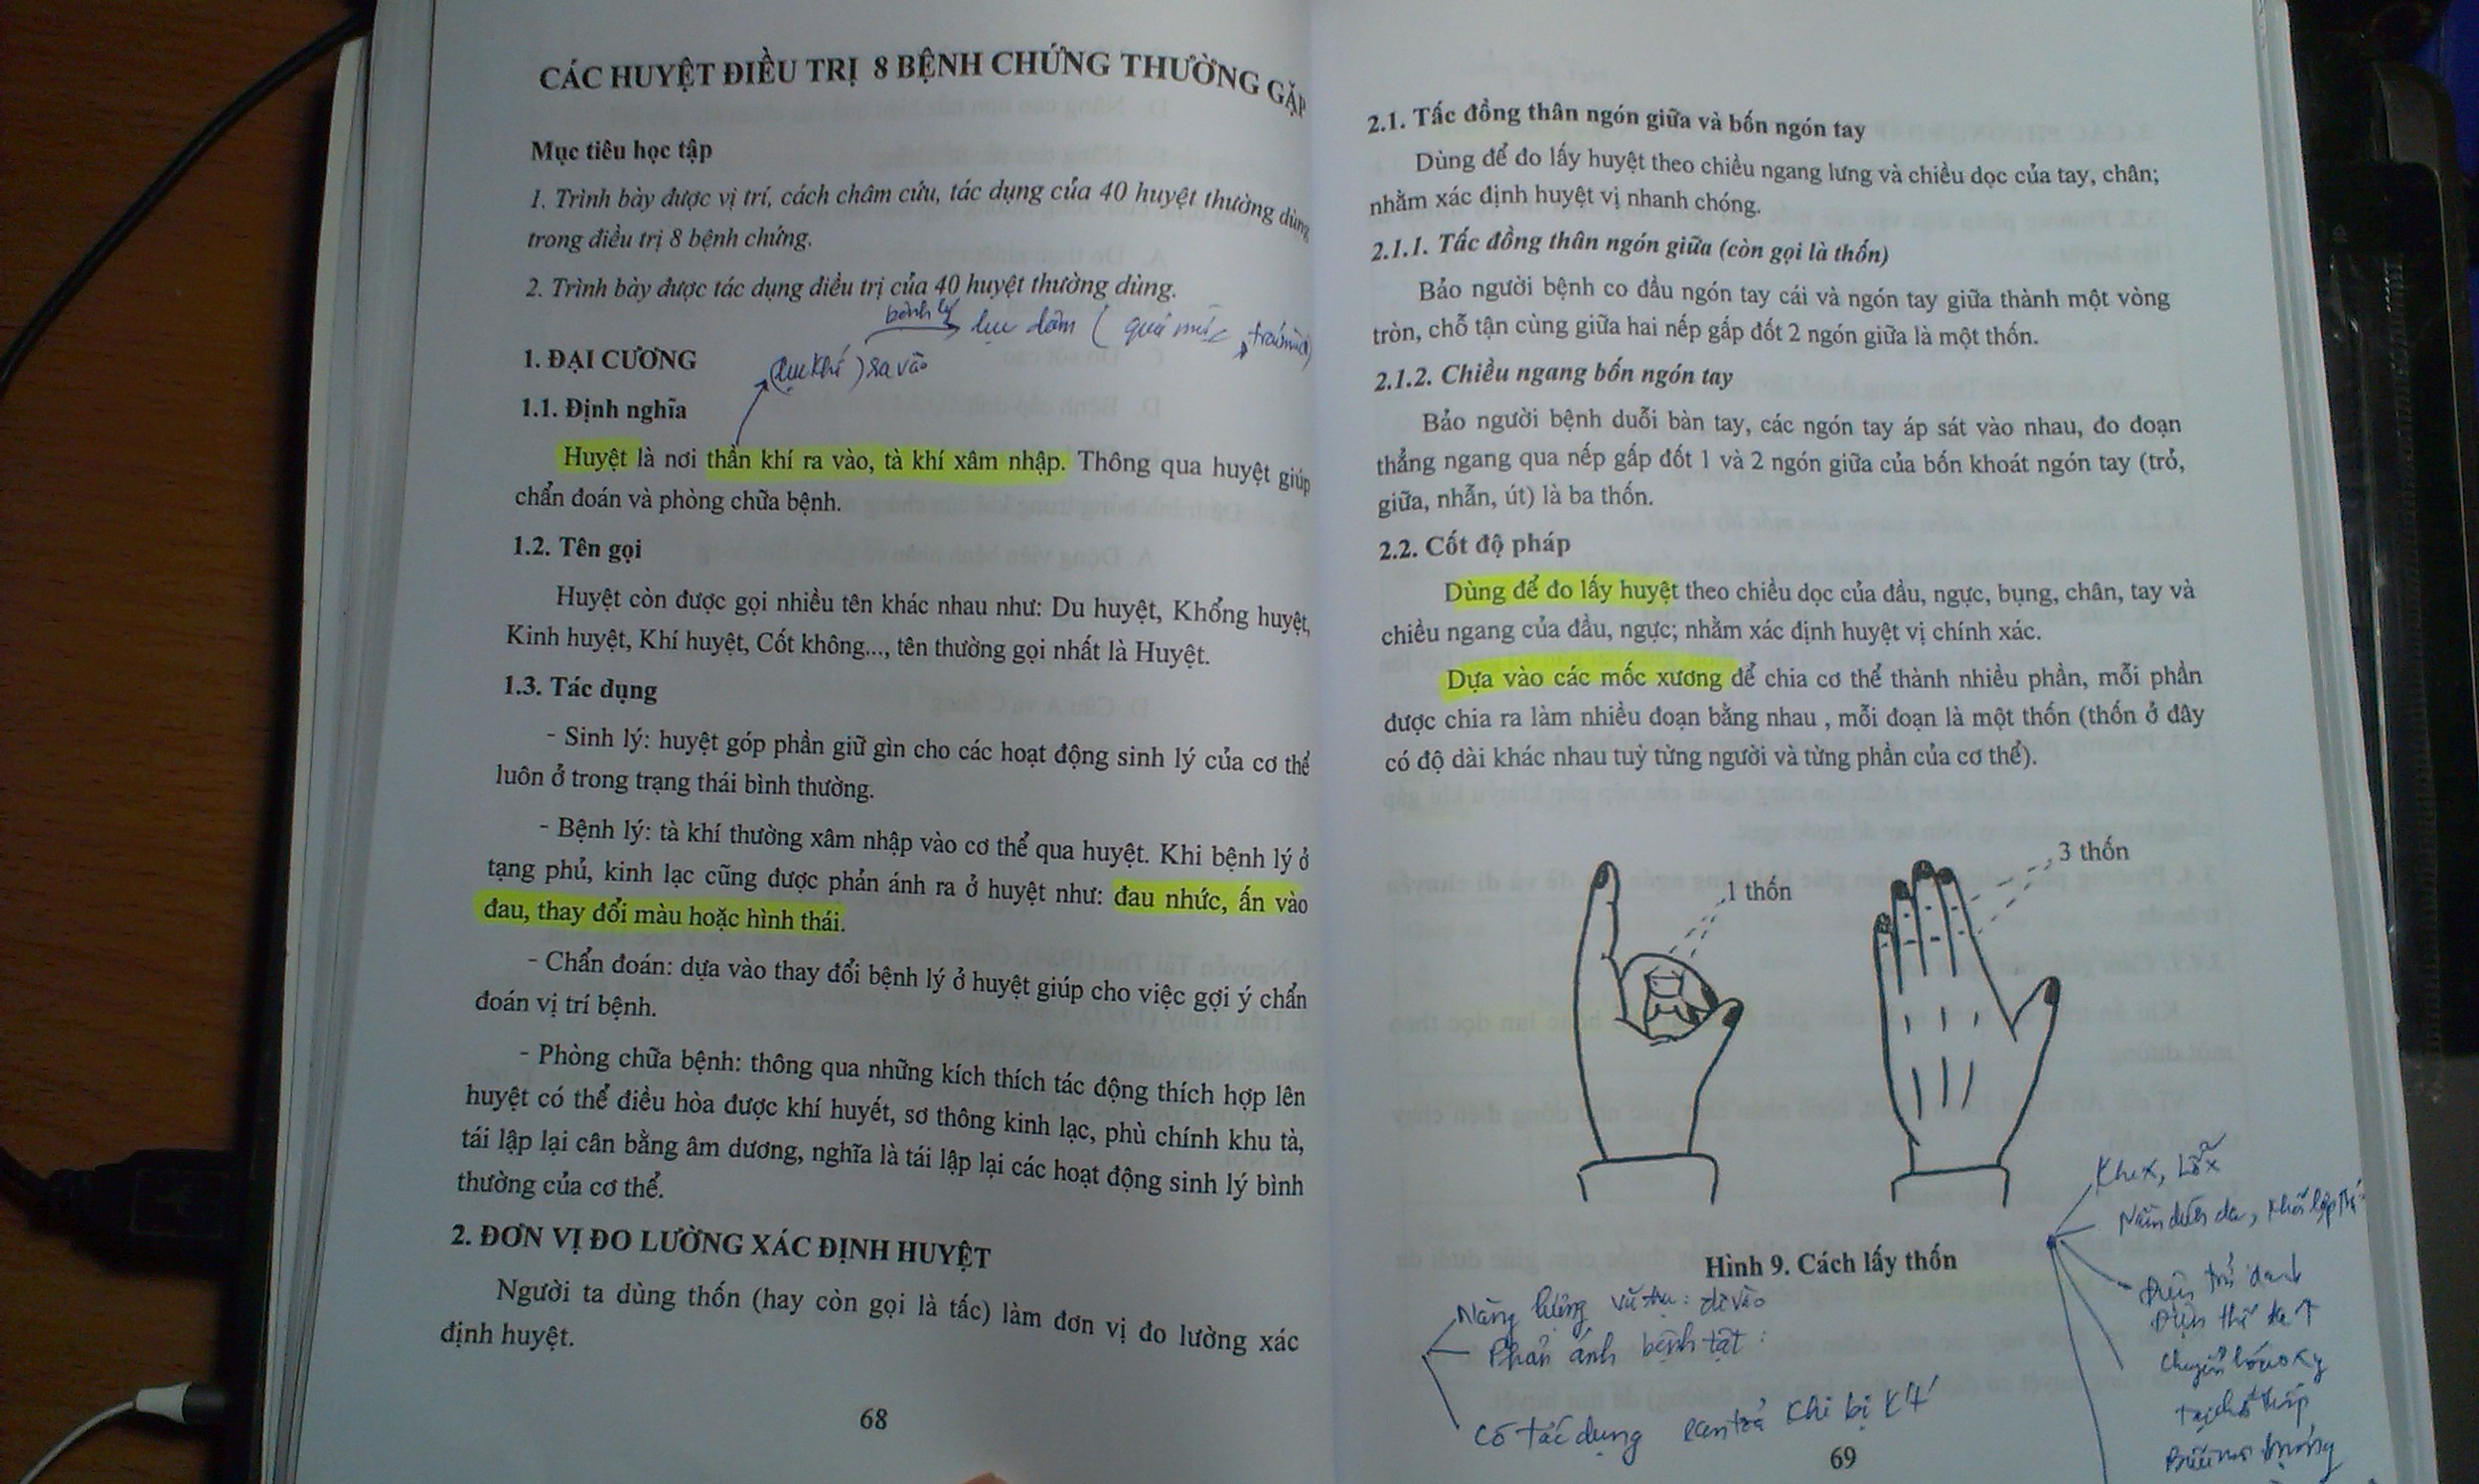 CÁC HUYỆT ĐIỀU TRỊ 8 BỆNH CHỨNG THƯỜNG GẶP
Mục tiêu học tập
1. Trình bày được vị trí, cách châm cứu, tác dụng của 40 huyệt thường dùng
trong điều trị 8 bệnh chứng.
2. Trình bày được tác dụng điều trị của 40 huyệt thường dùng.
bệnh lý
lục dâm ( quá mức, trái mùa)
1. ĐẠI CƯƠNG
(lục khí) ra vào
1.1. Định nghĩa
Huyệt là nơi thần khí ra vào, tà khí xâm nhập. Thông qua huyệt giúp
chẩn đoán và phòng chữa bệnh.
1.2. Tên gọi
Huyệt còn được gọi nhiều tên khác nhau như: Du huyệt, Khổng huyệt,
Kinh huyệt, Khí huyệt, Cốt không..., tên thường gọi nhất là Huyệt.
1.3. Tác dụng
- Sinh lý: huyệt góp phần giữ gìn cho các hoạt động sinh lý của cơ thể
luôn ở trong trạng thái bình thường.
- Bệnh lý: tà khí thường xâm nhập vào cơ thể qua huyệt. Khi bệnh lý ở
tạng phủ, kinh lạc cũng được phản ánh ra ở huyệt như: đau nhức, ấn vào
đau, thay đổi màu hoặc hình thái.
- Chẩn đoán: dựa vào thay đổi bệnh lý ở huyệt giúp cho việc gợi ý chẩn
đoán vị trí bệnh.
- Phòng chữa bệnh: thông qua những kích thích tác động thích hợp lên
huyệt có thể điều hòa được khí huyết, sơ thông kinh lạc, phù chính khu tà,
tái lập lại cân bằng âm dương, nghĩa là tái lập lại các hoạt động sinh lý bình
thường của cơ thể.
2. ĐƠN VỊ ĐO LƯỜNG XÁC ĐỊNH HUYỆT
Người ta dùng thốn (hay còn gọi là tấc) làm đơn vị đo lường xác
định huyệt.
68
2.1. Tấc đồng thân ngón giữa và bốn ngón tay
Dùng để đo lấy huyệt theo chiều ngang lưng và chiều dọc của tay, chân;
nhằm xác định huyệt vị nhanh chóng.
2.1.1. Tấc đồng thân ngón giữa (còn gọi là thốn)
Bảo người bệnh co đầu ngón tay cái và ngón tay giữa thành một vòng
tròn, chỗ tận cùng giữa hai nếp gấp đốt 2 ngón giữa là một thốn.
2.1.2. Chiều ngang bốn ngón tay
Bảo người bệnh duỗi bàn tay, các ngón tay áp sát vào nhau, đo đoạn
thẳng ngang qua nếp gấp đốt 1 và 2 ngón giữa của bốn khoát ngón tay (trỏ,
giữa, nhẫn, út) là ba thốn.
2.2. Cốt độ pháp
Dùng để đo lấy huyệt theo chiều dọc của đầu, ngực, bụng, chân, tay và
chiều ngang của đầu, ngực; nhằm xác định huyệt vị chính xác.
Dựa vào các mốc xương để chia cơ thể thành nhiều phần, mỗi phần
được chia ra làm nhiều đoạn bằng nhau , mỗi đoạn là một thốn (thốn ở đây
có độ dài khác nhau tuỳ từng người và từng phần của cơ thể).
1 thốn
3 thốn
Hình 9. Cách lấy thốn
Năng lượng vũ trụ: đi vào
Phản ánh bệnh tật :
Có tác dụng khi bị
Nằm dưới da,
Điện
Điện thế da ↑
tại chỗ thấp
69